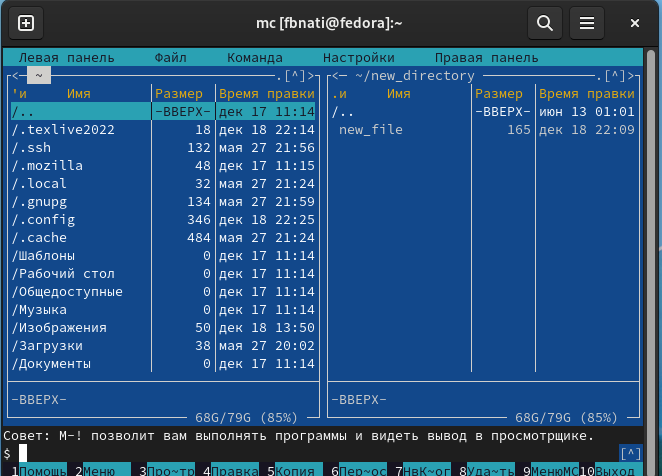 mc [fbnati@fedora]:~
Левая панель Файл Команда Настройки Правая панель
<─ ~ .[^]> <─ ~/new_directory .[^]>
'и Имя Размер Время правки .и Имя Размер Время правки
/.. -ВВЕРХ- дек 17 11:14 /.. -ВВЕРХ- июн 13 01:01
/.texlive2022 18 дек 18 22:14 new_file 165 дек 18 22:09
/.ssh 132 мая 27 21:56
/.mozilla 48 дек 17 11:15
/.local 32 мая 27 21:24
/.gnupg 134 мая 27 21:59
/.config 346 дек 18 22:25
/.cache 484 мая 27 21:24
/Шаблоны 0 дек 17 11:14
/Рабочий стол 0 дек 17 11:14
/Общедоступные 0 дек 17 11:14
/Музыка 0 дек 17 11:14
/Изображения 50 дек 18 13:50
/Загрузки 38 мая 27 20:02
/Документы 0 дек 17 11:14
-ВВЕРХ- -ВВЕРХ-
68G/79G (85%) 68G/79G (85%)
Совет: M-! позволит вам выполнять программы и видеть вывод в просмотрщике.
$ [^]
1Помощь 2Меню 3Про~тр 4Правка 5Копия 6Пер~ос 7НвК~ог 8Уда~ть 9МенюМС 10Выход